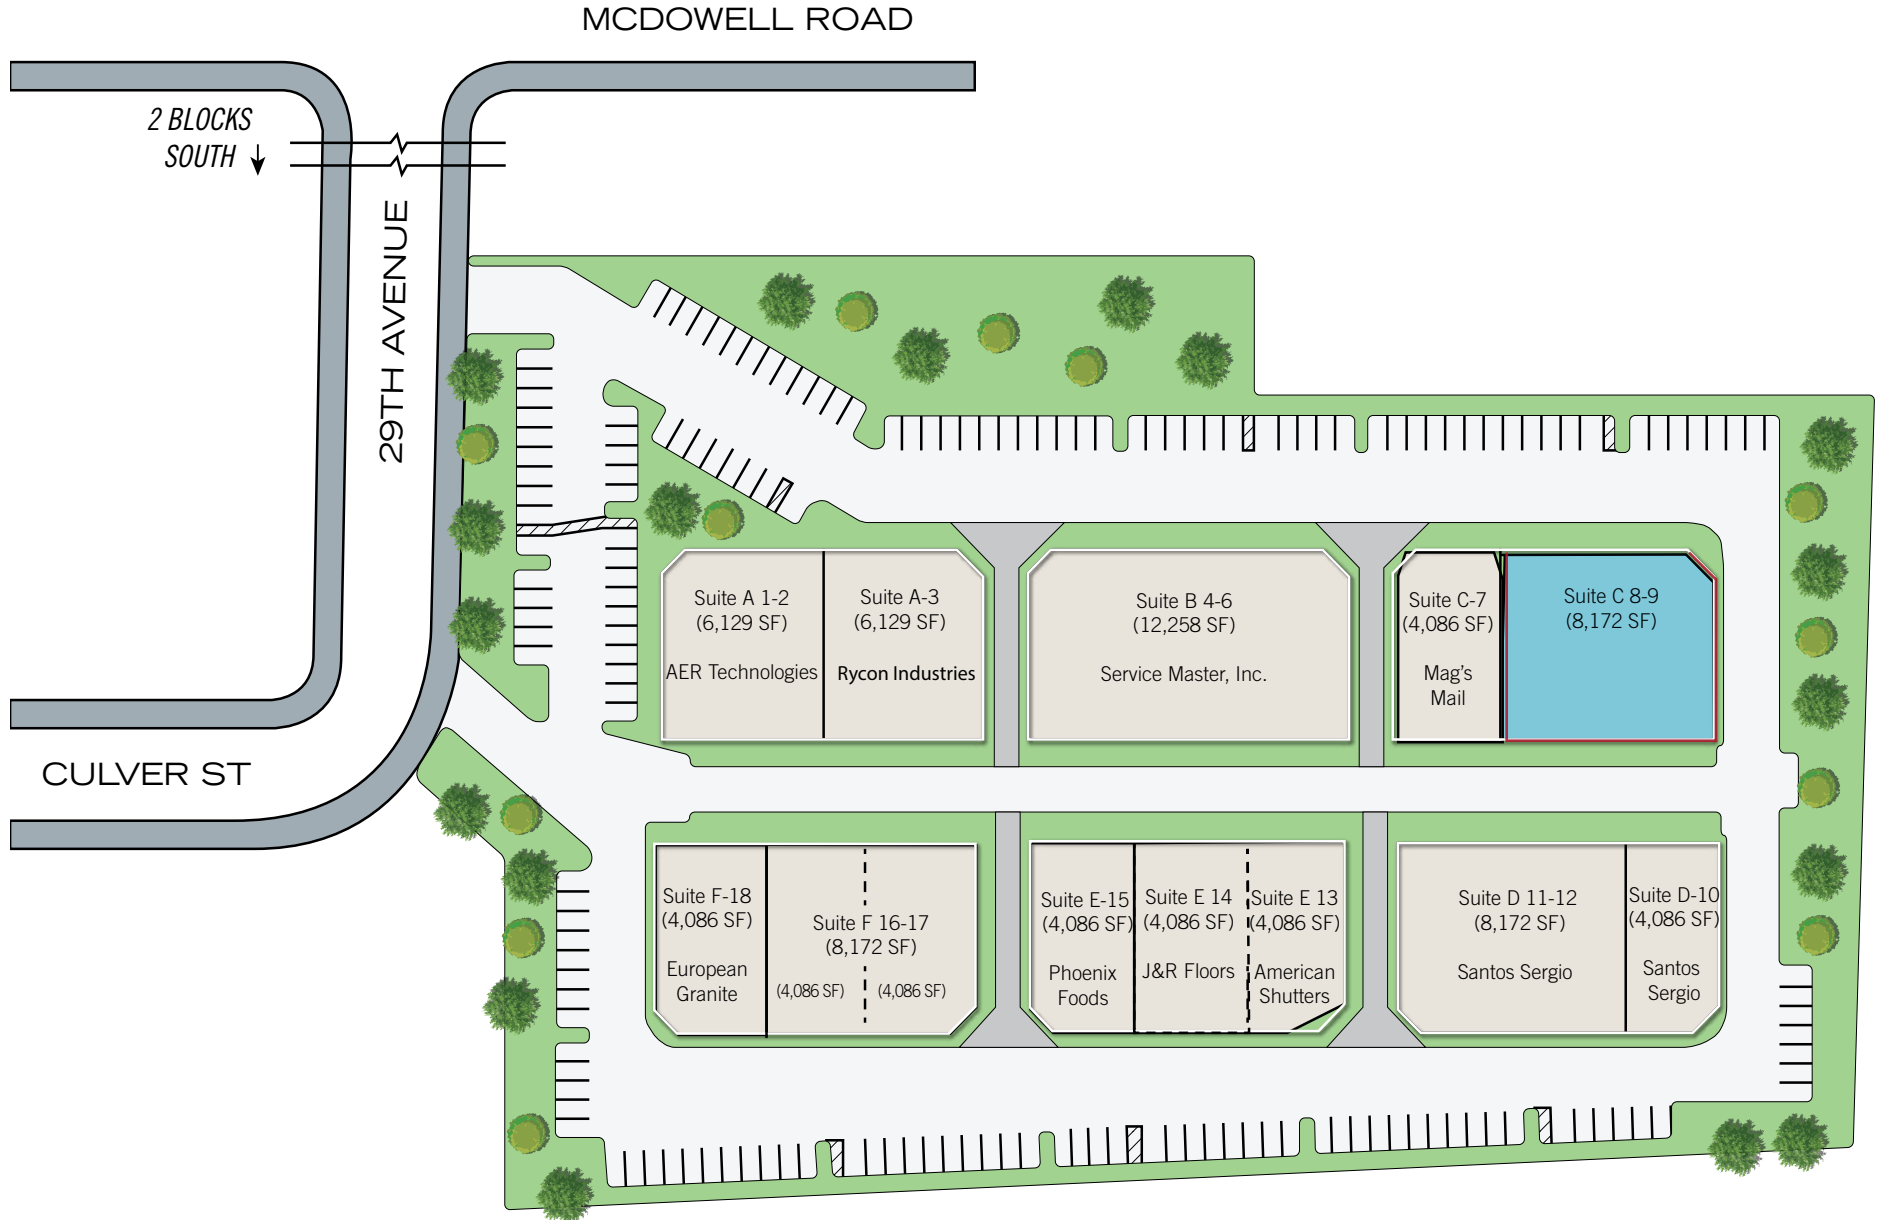 MCDOWELL ROAD
2 BLOCKS
SOUTH
29TH AVENUE
CULVER ST
Suite A 1-2
(6,129 SF)
AER Technologies
Suite A-3
(6,129 SF)
Rycon Industries
Suite B 4-6
(12,258 SF)
Service Master, Inc.
Suite C-7
(4,086 SF)
Mag's
Mail
Suite C 8-9
(8,172 SF)
Suite F-18
(4,086 SF)
European
Granite
Suite F 16-17
(8,172 SF)
(4,086 SF)
(4,086 SF)
Suite E-15
(4,086 SF)
Phoenix
Foods
Suite E 14
(4,086 SF)
J&R Floors
Suite E 13
(4,086 SF)
American
Shutters
Suite D 11-12
(8,172 SF)
Santos Sergio
Suite D-10
(4,086 SF)
Santos
Sergio